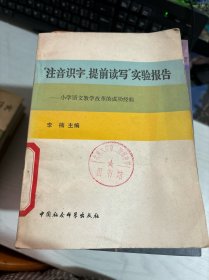 “注音识字，提前读写”实验报告
——小学语文教学改革的成功经验
李楠 主编
中国社会科学出版社